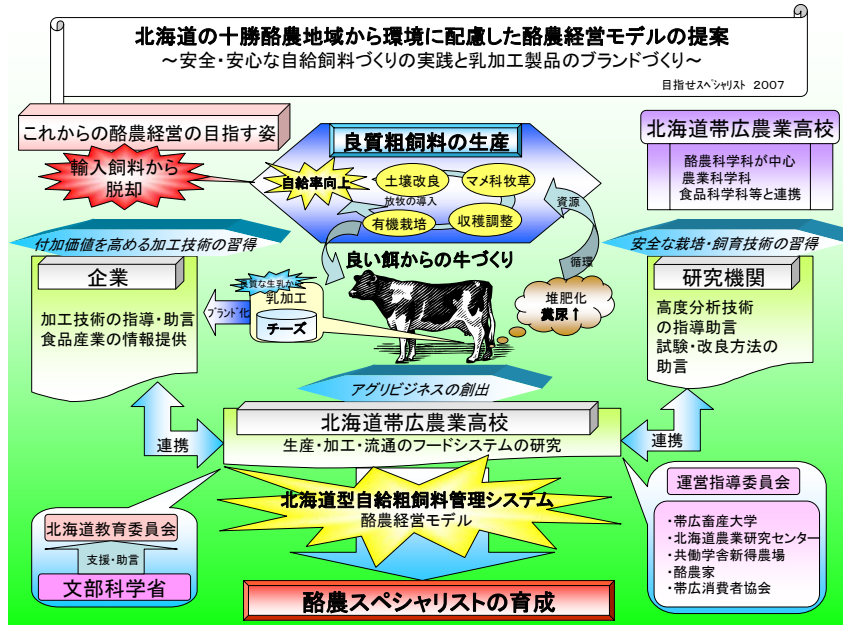 北海道の十勝酪農地域から環境に配慮した酪農経営モデルの提案
～安全・安心な自給飼料づくりの実践と乳加工製品のブランドづくり～
目指せスペシャリスト 2007
これからの酪農経営の目指す姿
輸入飼料から
脱却
良質粗飼料の生産
自給率向上
土壌改良
マメ科牧草
放牧の導入
有機栽培
収穫調整
資源
循環
北海道帯広農業高校
酪農科学科が中心
農業科学科
食品科学科等と連携
付加価値を高める加工技術の習得
安全な栽培・飼育技術の習得
企業
加工技術の指導・助言
食品産業の情報提供
良い餌からの牛づくり
良質な生乳から
乳加工
チーズ
ブランド化
堆肥化
糞尿↑
研究機関
高度分析技術
の指導助言
試験・改良方法の
助言
アグリビジネスの創出
連携
北海道帯広農業高校
生産・加工・流通のフードシステムの研究
連携
北海道型自給粗飼料管理システム
酪農経営モデル
北海道教育委員会
支援・助言
文部科学省
運営指導委員会
・帯広畜産大学
・北海道農業研究センター
・共働学舎新得農場
・酪農家
・帯広消費者協会
酪農スペシャリストの育成